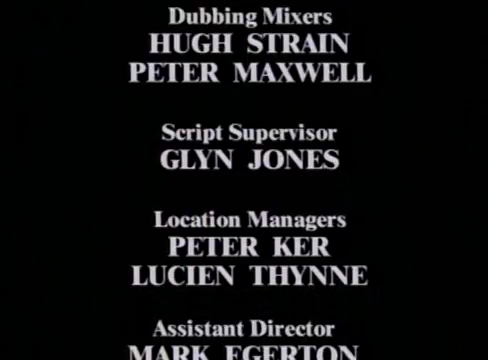 Dubbing Mixers
HUGH STRAIN
PETER MAXWELL
Script Supervisor
GLYN JONES
Location Managers
PETER KER
LUCIEN THYNNE
Assistant Director
MARK EGERTON